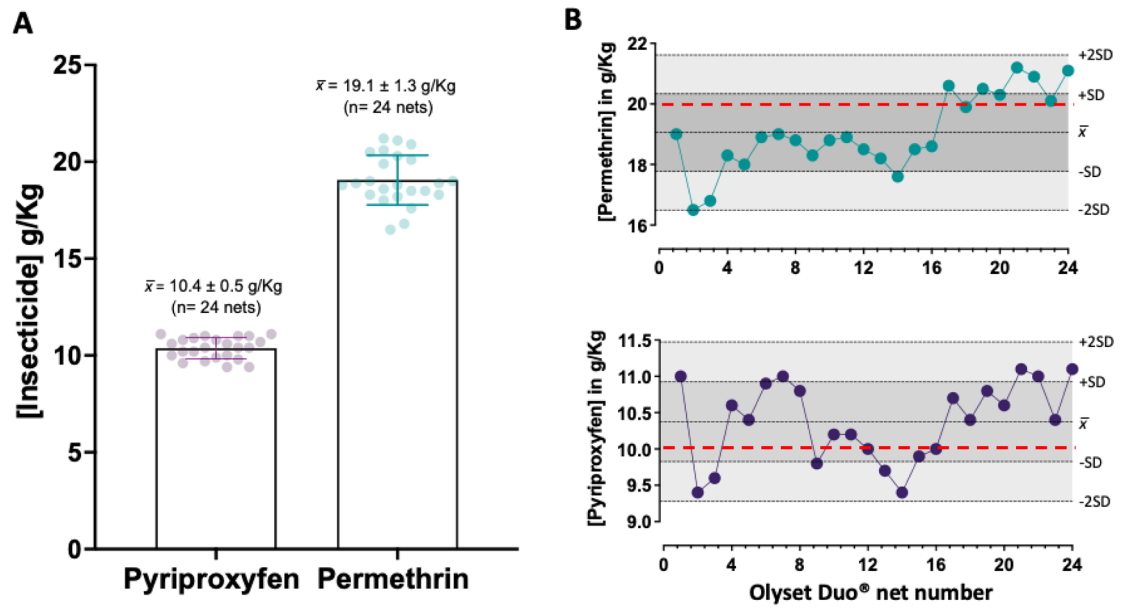 A
[Insecticide] g/Kg
25
20
15
10
5
0
x̅ = 10.4 ± 0.5 g/Kg
(n= 24 nets)
x̅ = 19.1 ± 1.3 g/Kg
(n= 24 nets)
Pyriproxyfen Permethrin
B
[Permethrin] in g/Kg
22
20
18
16
+2SD
+SD
x̅
-SD
-2SD
0 4 8 12 16 20 24
[Pyriproxyfen] in g/Kg
11.5
11.0
10.5
10.0
9.5
9.0
+2SD
+SD
x̅
-SD
-2SD
0 4 8 12 16 20 24
Olyset Duo® net number